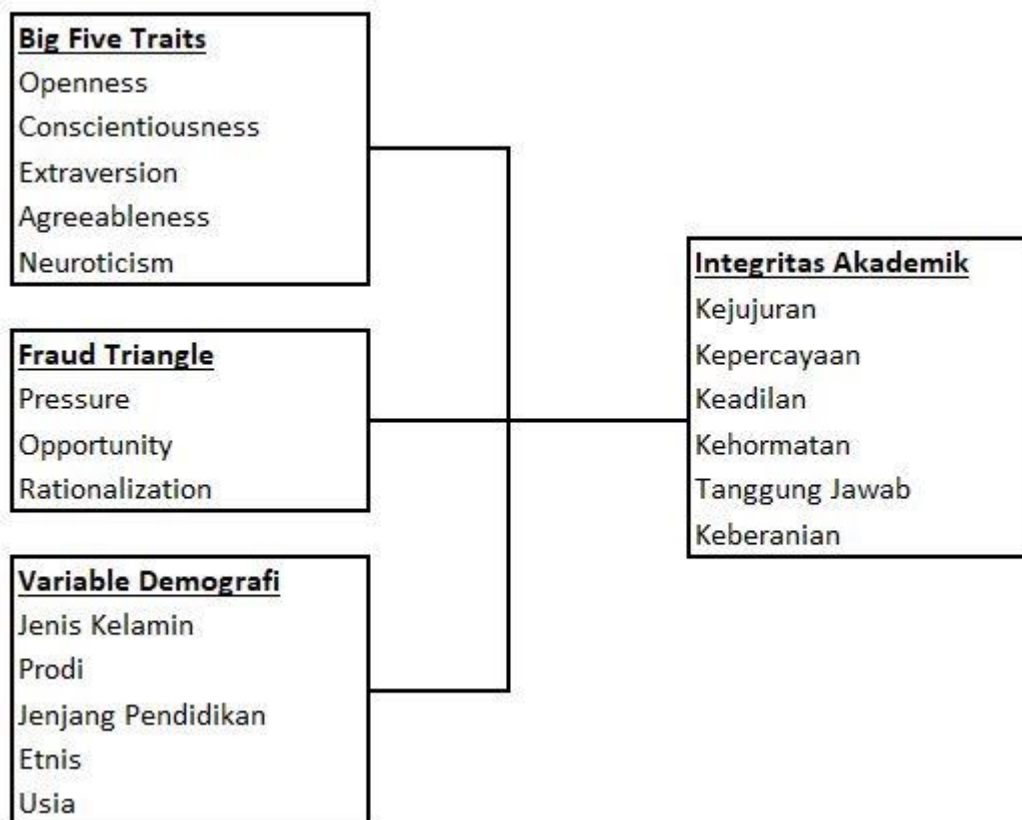 Big Five Traits
Openness
Conscientiousness
Extraversion
Agreeableness
Neuroticism
Fraud Triangle
Pressure
Opportunity
Rationalization
Variable Demografi
Jenis Kelamin
Prodi
Jenjang Pendidikan
Etnis
Usia
Integritas Akademik
Kejujuran
Kepercayaan
Keadilan
Kehormatan
Tanggung Jawab
Keberanian